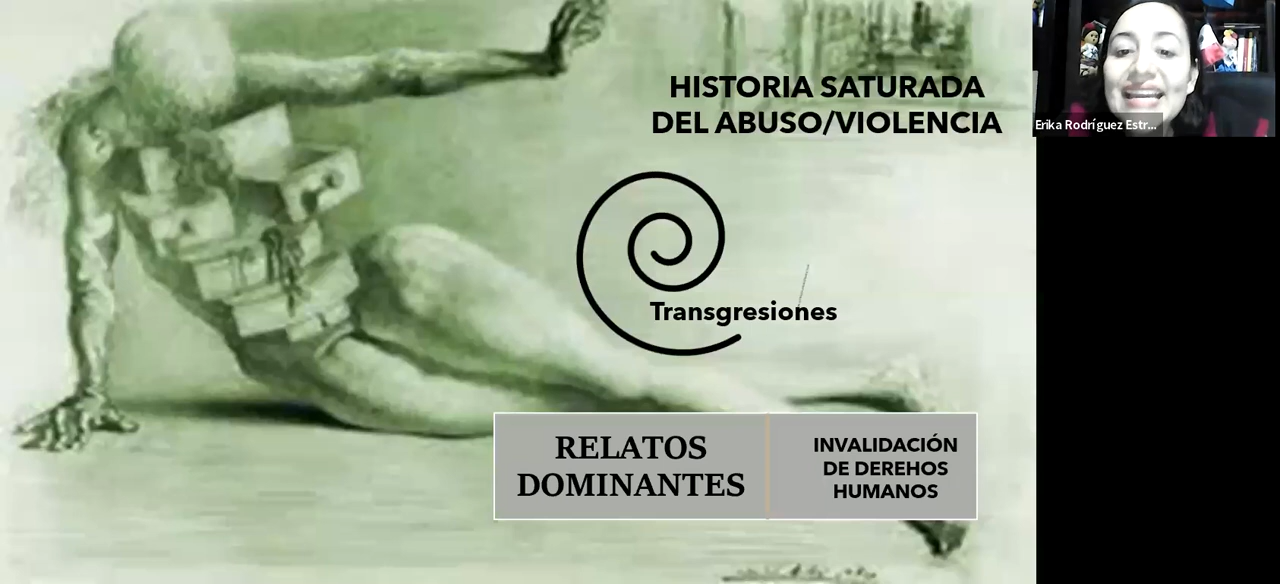 HISTORIA SATURADA
DEL ABUSO/VIOLENCIA
Erika Rodríguez Estr...
Transgresiones
RELATOS
DOMINANTES
INVALIDACIÓN
DE DEREHOS
HUMANOS